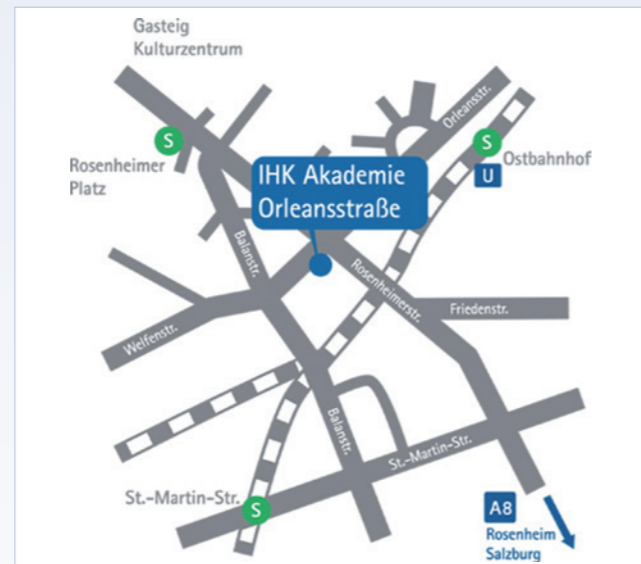 Gasteig
Kulturzentrum
Orleansstr.
S
S
Rosenheimer
Platz
Ostbahnhof
U
IHK Akademie
Orleansstraße
Balanstr.
Rosenheimerstr.
Friedenstr.
Welfenstr.
Balanstr.
St.-Martin-Str.
St.-Martin-Str.
S
A8
Rosenheim
Salzburg